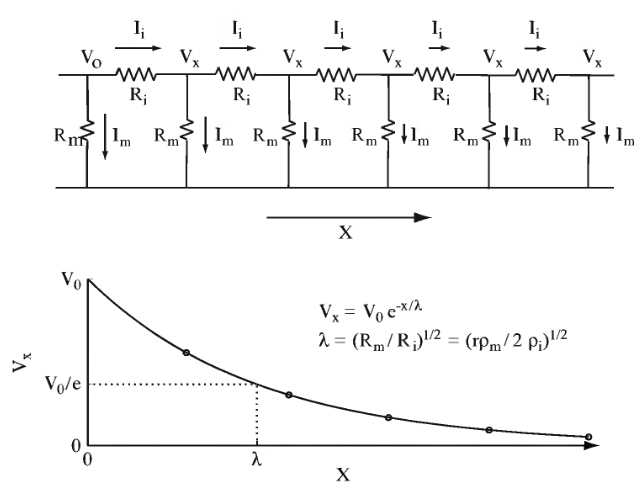 Iᵢ Iᵢ Iᵢ Iᵢ Iᵢ
V₀ Vₓ Vₓ Vₓ Vₓ Vₓ
Rᵢ Rᵢ Rᵢ Rᵢ Rᵢ
Rₘ Iₘ Rₘ Iₘ Rₘ Iₘ Rₘ Iₘ Rₘ Iₘ Rₘ Iₘ
X
V₀
Vₓ = V₀ e^-x/λ
λ = (Rₘ / Rᵢ)^1/2 = (rρₘ / 2 ρᵢ)^1/2
Vₓ
V₀/e
0
0 λ X